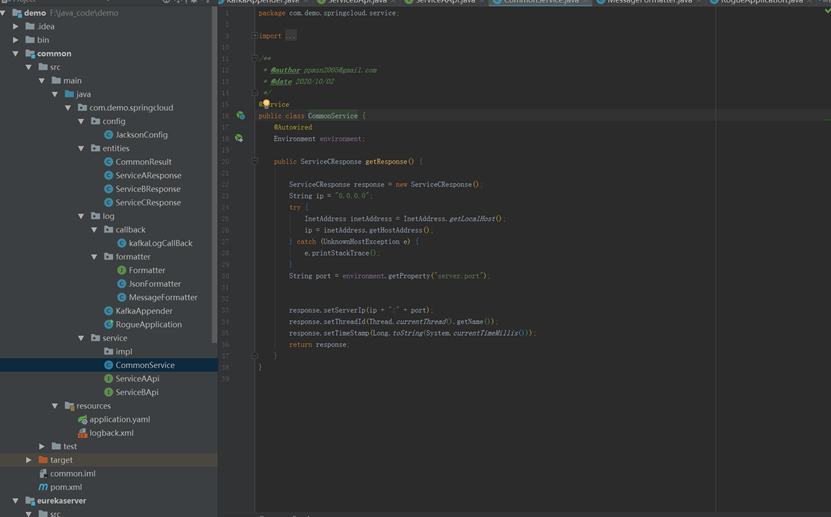 KafkaAppender.java
ServiceBApi.java
ServiceAApi.java
CommonService.java
MessageFormatter.java
RogueApplication.java
demo F:\java_code\demo
.idea
bin
common
src
main
java
com.demo.springcloud
config
JacksonConfig
entities
CommonResult
ServiceAResponse
ServiceBResponse
ServiceCResponse
log
callback
kafkaLogCallBack
formatter
Formatter
JsonFormatter
MessageFormatter
KafkaAppender
RogueApplication
service
impl
CommonService
ServiceAApi
ServiceBApi
resources
application.yaml
logback.xml
test
target
common.iml
pom.xml
eurekaserver
src
1 package com.demo.springcloud.service;
2
3 import ...
10
11 /**
12 * @author ppmsn2005@gmail.com
13 * @date 2020/10/02
14 */
15
16 public class CommonService {
17 @Autowired
18 Environment environment;
19
20 public ServiceCResponse getResponse() {
21
22 ServiceCResponse response = new ServiceCResponse();
23 String ip = "0.0.0.0";
24 try {
25 InetAddress inetAddress = InetAddress.getLocalHost();
26 ip = inetAddress.getHostAddress();
27 } catch (UnknownHostException e) {
28 e.printStackTrace();
29 }
30 String port = environment.getProperty("server.port");
31
32
33 response.setServerIp(ip + ":" + port);
34 response.setThreadId(Thread.currentThread().getName());
35 response.setTimeStamp(Long.toString(System.currentTimeMillis()));
36 return response;
37 }
38 }
39